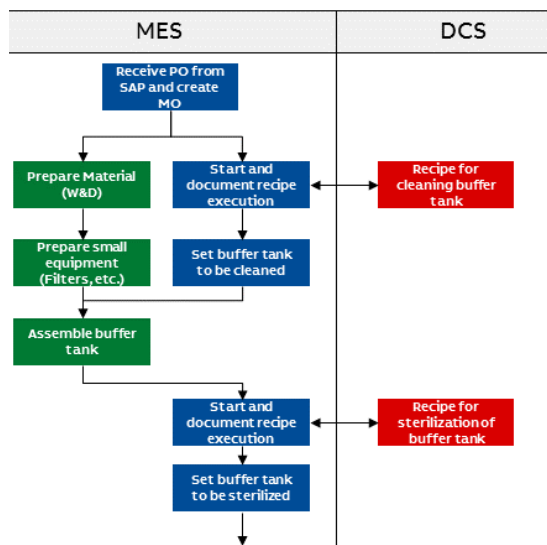 MES
DCS
Receive PO from
SAP and create
MO
Prepare Material
(W&D)
Start and
document recipe
execution
Recipe for
cleaning buffer
tank
Prepare small
equipment
(Filters, etc.)
Set buffer tank
to be cleaned
Assemble buffer
tank
Start and
document recipe
execution
Recipe for
sterilization of
buffer tank
Set buffer tank
to be sterilized